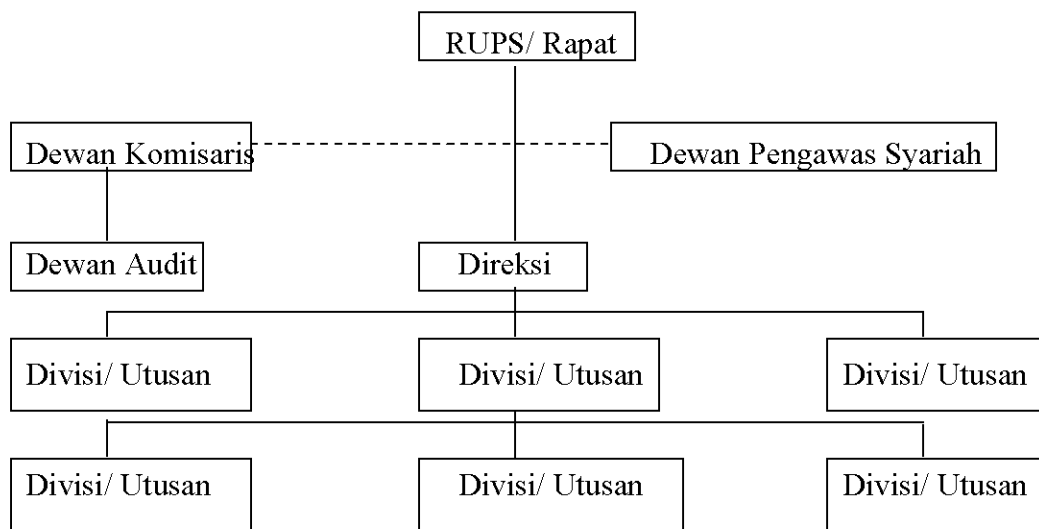 RUPS/ Rapat
Dewan Komisaris
Dewan Pengawas Syariah
Dewan Audit
Direksi
Divisi/ Utusan
Divisi/ Utusan
Divisi/ Utusan
Divisi/ Utusan
Divisi/ Utusan
Divisi/ Utusan